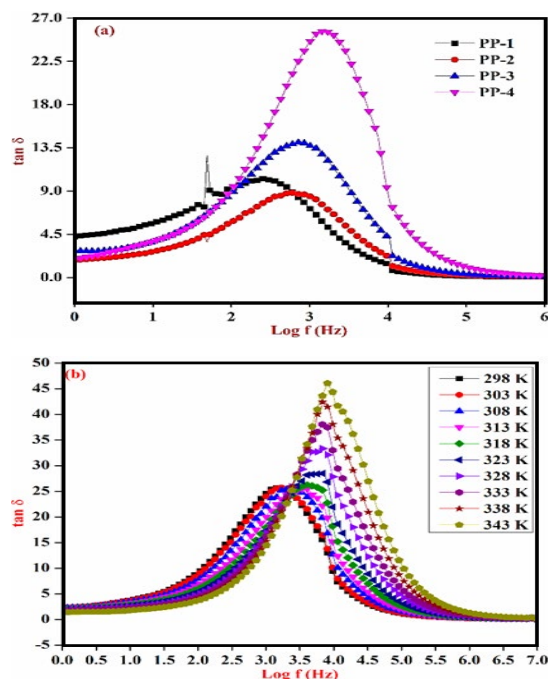 (a)
27.0
22.5
18.0
13.5
9.0
4.5
0.0
tan δ
PP-1
PP-2
PP-3
PP-4
0 1 2 3 4 5 6
Log f (Hz)
(b)
50
45
40
35
30
25
20
15
10
5
0
-5
tan δ
298 K
303 K
308 K
313 K
318 K
323 K
328 K
333 K
338 K
343 K
0.0 0.5 1.0 1.5 2.0 2.5 3.0 3.5 4.0 4.5 5.0 5.5 6.0 6.5 7.0
Log f (Hz)